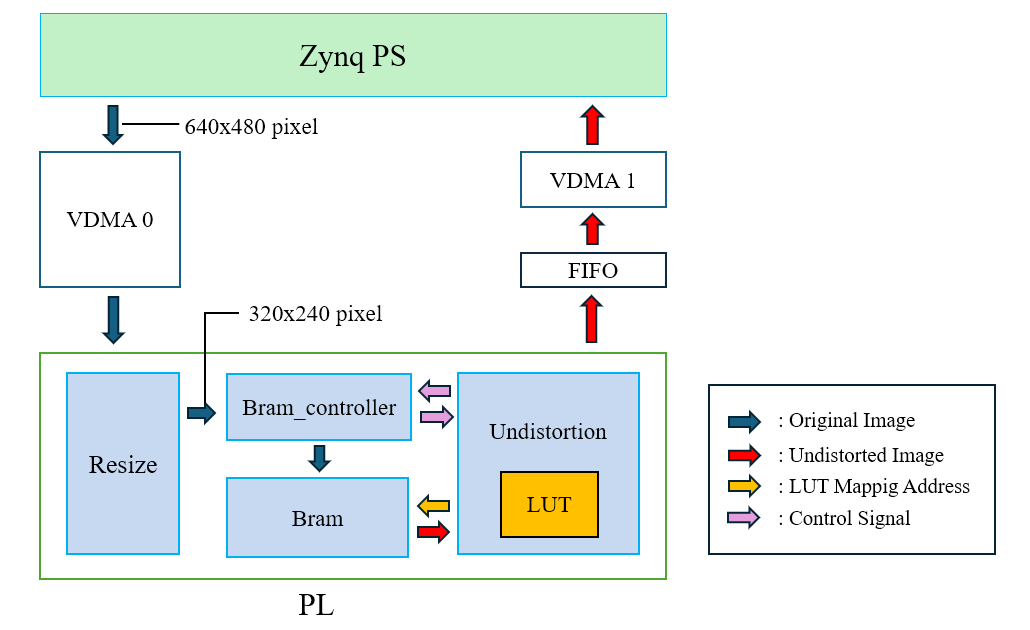 Zynq PS
640x480 pixel
VDMA 0
VDMA 1
FIFO
320x240 pixel
Resize
Bram_controller
Bram
Undistortion
LUT
PL
: Original Image
: Undistorted Image
: LUT Mappig Address
: Control Signal